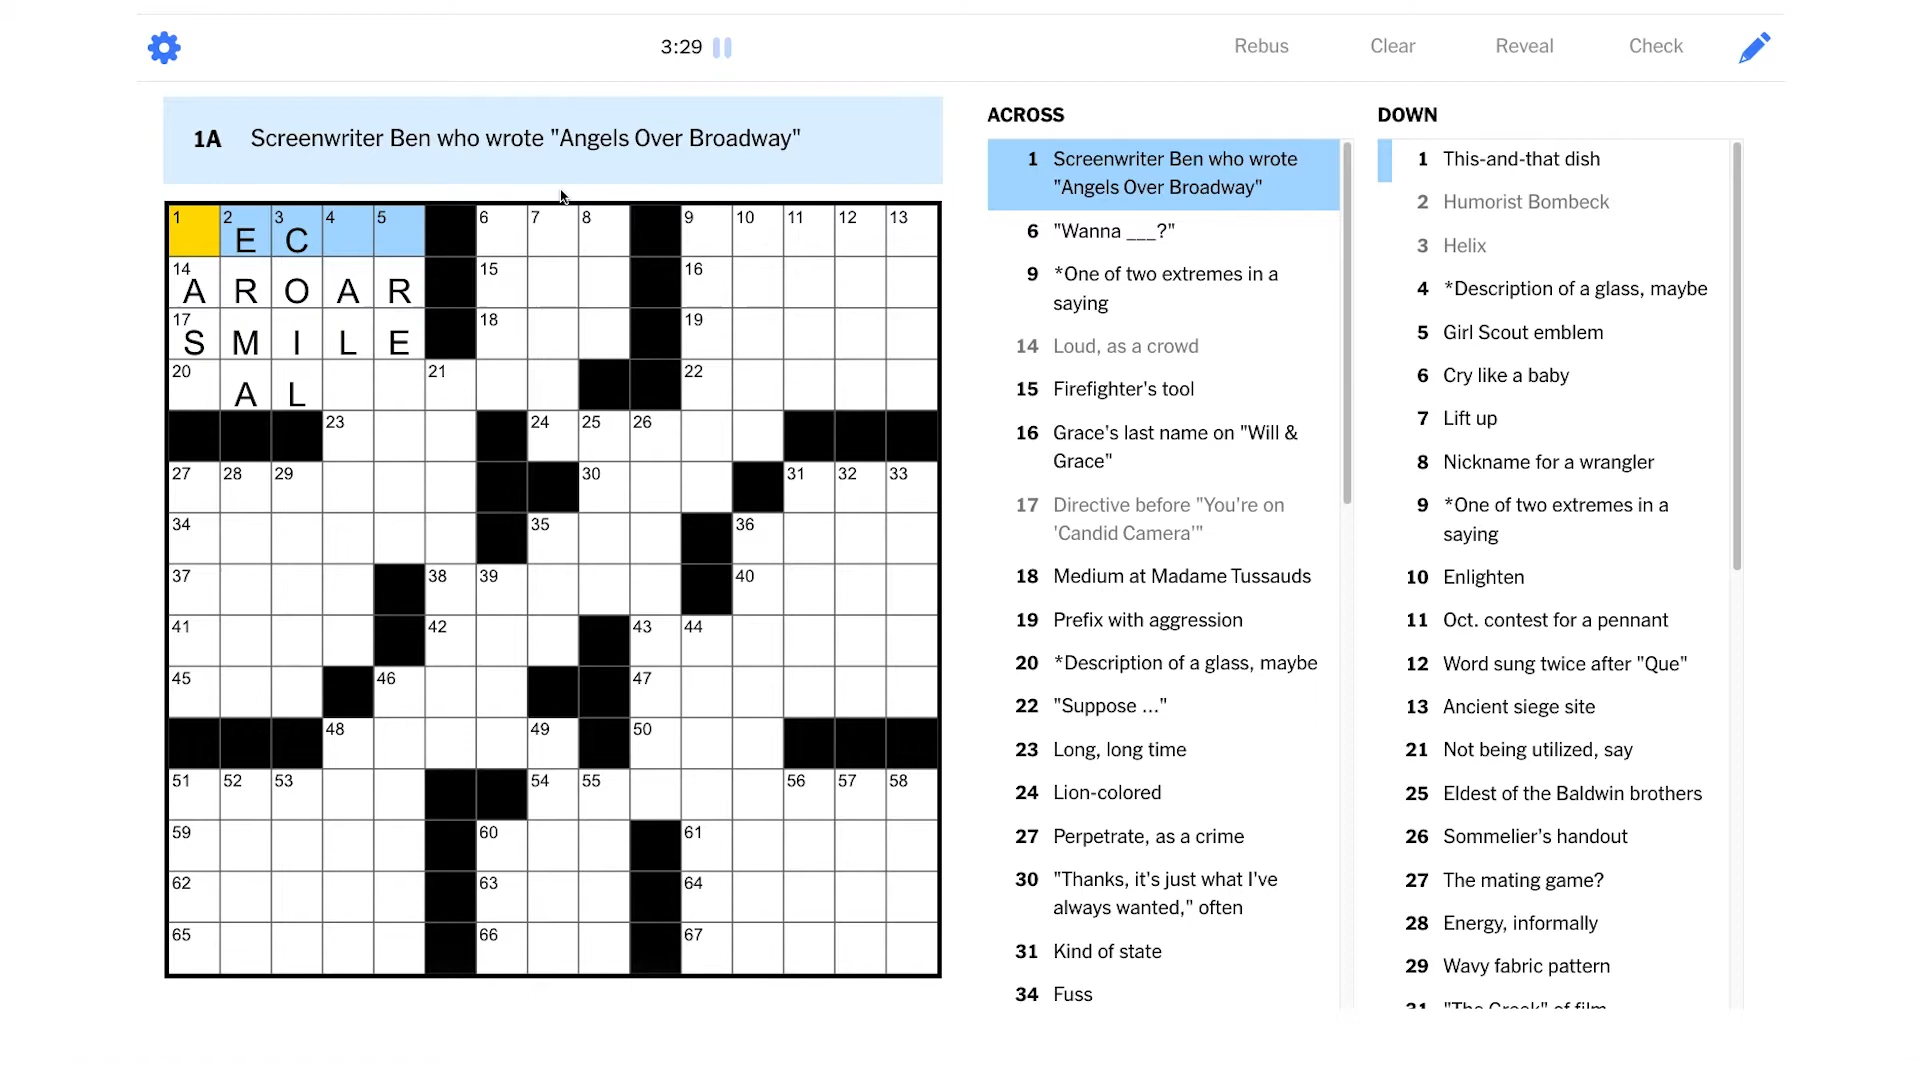 3:29
Rebus
Clear
Reveal
Check
1A Screenwriter Ben who wrote "Angels Over Broadway"
1 2 3 4 5 6 7 8 9 10 11 12 13
E C
14 15 16
A R O A R
17 18 19
S M I L E
20 21 22
A L
23 24 25 26
27 28 29 30 31 32 33
34 35 36
37 38 39 40
41 42 43 44
45 46 47
48 49 50
51 52 53 54 55 56 57 58
59 60 61
62 63 64
65 66 67
ACROSS
1 Screenwriter Ben who wrote
"Angels Over Broadway"
6 "Wanna ___?"
9 *One of two extremes in a
saying
14 Loud, as a crowd
15 Firefighter's tool
16 Grace's last name on "Will &
Grace"
17 Directive before "You're on
'Candid Camera'"
18 Medium at Madame Tussauds
19 Prefix with aggression
20 *Description of a glass, maybe
22 "Suppose ..."
23 Long, long time
24 Lion-colored
27 Perpetrate, as a crime
30 "Thanks, it's just what I've
always wanted," often
31 Kind of state
34 Fuss
DOWN
1 This-and-that dish
2 Humorist Bombeck
3 Helix
4 *Description of a glass, maybe
5 Girl Scout emblem
6 Cry like a baby
7 Lift up
8 Nickname for a wrangler
9 *One of two extremes in a
saying
10 Enlighten
11 Oct. contest for a pennant
12 Word sung twice after "Que"
13 Ancient siege site
21 Not being utilized, say
25 Eldest of the Baldwin brothers
26 Sommelier's handout
27 The mating game?
28 Energy, informally
29 Wavy fabric pattern
31 "The Greek" of film